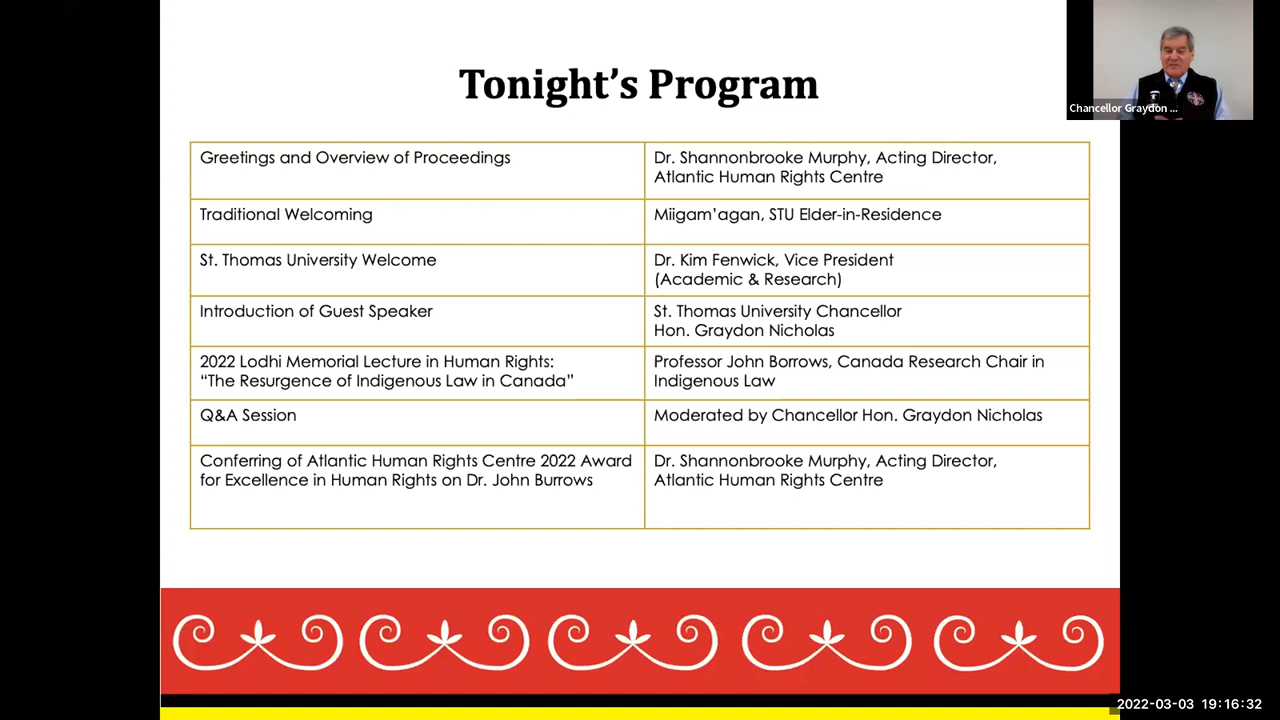 Tonight’s Program
Chancellor Graydon ...
Greetings and Overview of Proceedings
Dr. Shannonbrooke Murphy, Acting Director,
Atlantic Human Rights Centre
Traditional Welcoming
Miigam’agan, STU Elder-in-Residence
St. Thomas University Welcome
Dr. Kim Fenwick, Vice President
(Academic & Research)
Introduction of Guest Speaker
St. Thomas University Chancellor
Hon. Graydon Nicholas
2022 Lodhi Memorial Lecture in Human Rights:
“The Resurgence of Indigenous Law in Canada”
Professor John Borrows, Canada Research Chair in
Indigenous Law
Q&A Session
Moderated by Chancellor Hon. Graydon Nicholas
Conferring of Atlantic Human Rights Centre 2022 Award
for Excellence in Human Rights on Dr. John Burrows
Dr. Shannonbrooke Murphy, Acting Director,
Atlantic Human Rights Centre
2022-03-03 19:16:32